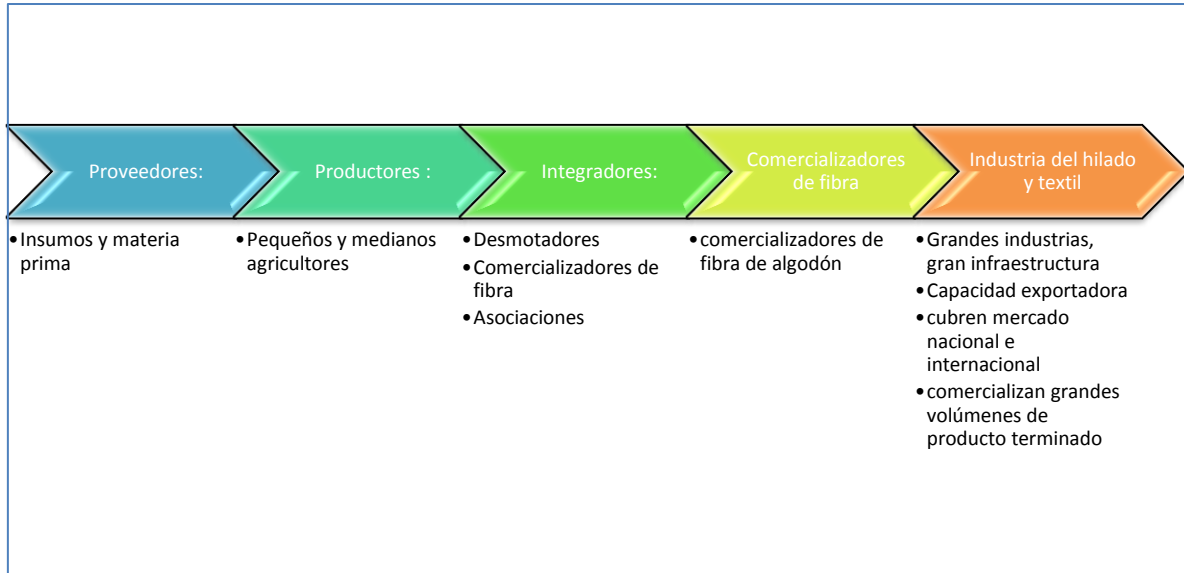 Proveedores:
Productores :
Integradores:
Comercializadores
de fibra
Industria del hilado
y textil
•Insumos y materia
prima
•Pequeños y medianos
agricultores
•Desmotadores
•Comercializadores de
fibra
•Asociaciones
•comercializadores de
fibra de algodón
•Grandes industrias,
gran infraestructura
•Capacidad exportadora
•cubren mercado
nacional e
internacional
•comercializan grandes
volúmenes de
producto terminado